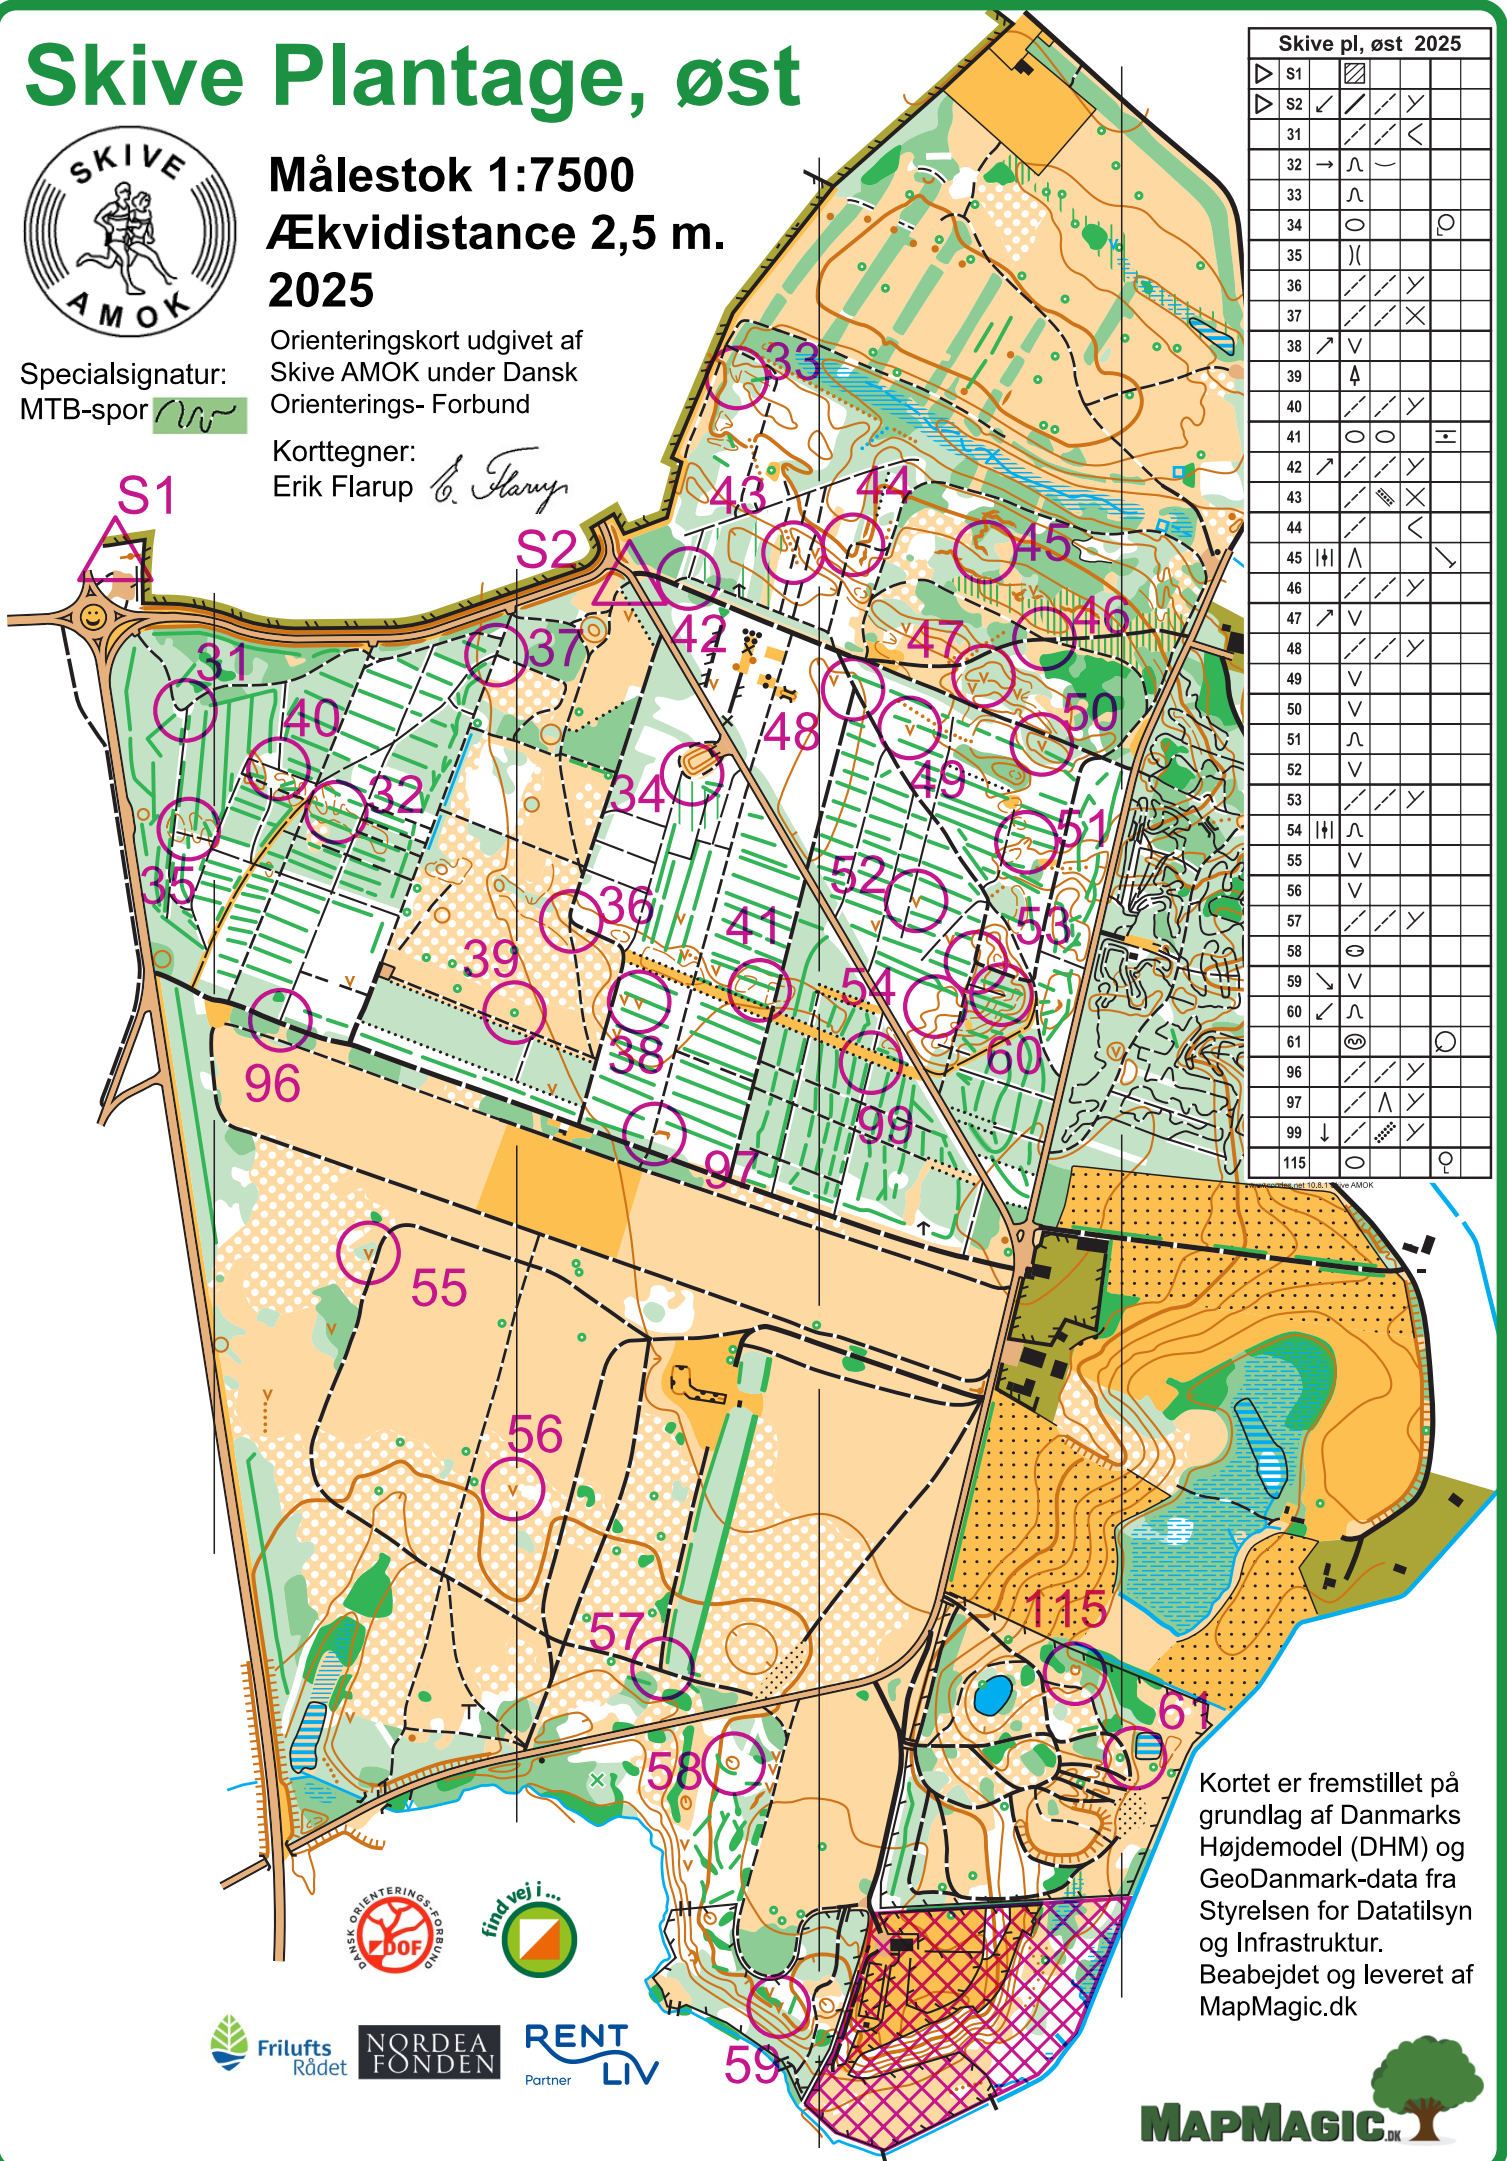 Skive Plantage, øst
SKIVE
AMOK
Målestok 1:7500
Ækvidistance 2,5 m.
2025
Orienteringskort udgivet af
Skive AMOK under Dansk
Orienterings- Forbund
Specialsignatur:
MTB-spor
Korttegner:
Erik Flarup
E. Flarup
Skive pl, øst 2025
S1
S2
31
32
33
34
35
36
37
38
39
40
41
42
43
44
45
46
47
48
49
50
51
52
53
54
55
56
57
58
59
60
61
96
97
99
115
S1
S2
33
43
44
45
42
46
47
37
31
40
32
35
34
48
49
50
51
52
53
36
41
39
54
38
60
96
99
97
55
56
57
115
58
61
59
Kortet er fremstillet på
grundlag af Danmarks
Højdemodel (DHM) og
GeoDanmark-data fra
Styrelsen for Datatilsyn
og Infrastruktur.
Beabejdet og leveret af
MapMagic.dk
DANSK ORIENTERINGS-FORBUND
DOF
find vej i ...
Frilufts
Rådet
NORDEA
FONDEN
RENT
LIV
Partner
MAPMAGIC.DK